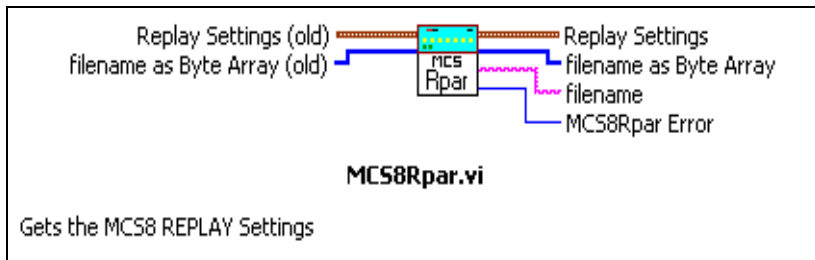 Replay Settings (old)
Replay Settings
filename as Byte Array (old)
filename as Byte Array
MCS
Rpar
filename
MCS8Rpar Error
MCS8Rpar.vi
Gets the MCS8 REPLAY Settings